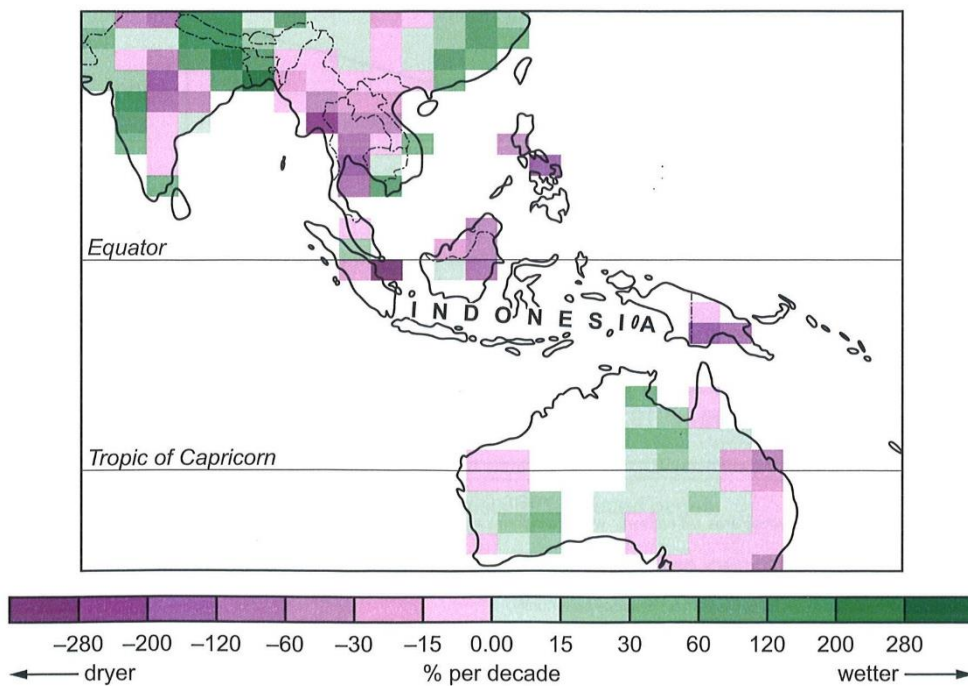 Equator
INDONESIA
Tropic of Capricorn
–280 –200 –120 –60 –30 –15 0.00 15 30 60 120 200 280
dryer % per decade wetter